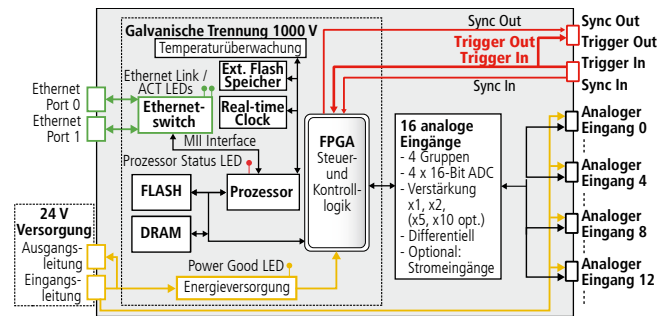 Galvanische Trennung 1000 V
Temperaturüberwachung
Sync Out
Sync Out
Trigger Out
Trigger Out
Trigger In
Trigger In
Sync In
Sync In
Ethernet Link /
ACT LEDs
Ext. Flash
Speicher
Real-time
Clock
Ethernet
Port 0
Ethernet
Port 1
Ethernet-
switch
MII Interface
Prozessor Status LED
FLASH
DRAM
Prozessor
FPGA
Steuer-
und
Kontroll-
logik
16 analoge
Eingänge
- 4 Gruppen
- 4 x 16-Bit ADC
- Verstärkung
x1, x2,
(x5, x10 opt.)
- Differentiell
- Optional:
Stromeingänge
Analoger
Eingang 0
Analoger
Eingang 4
Analoger
Eingang 8
Analoger
Eingang 12
24 V
Versorgung
Ausgangs-
leitung
Eingangs-
leitung
Power Good LED
Energieversorgung